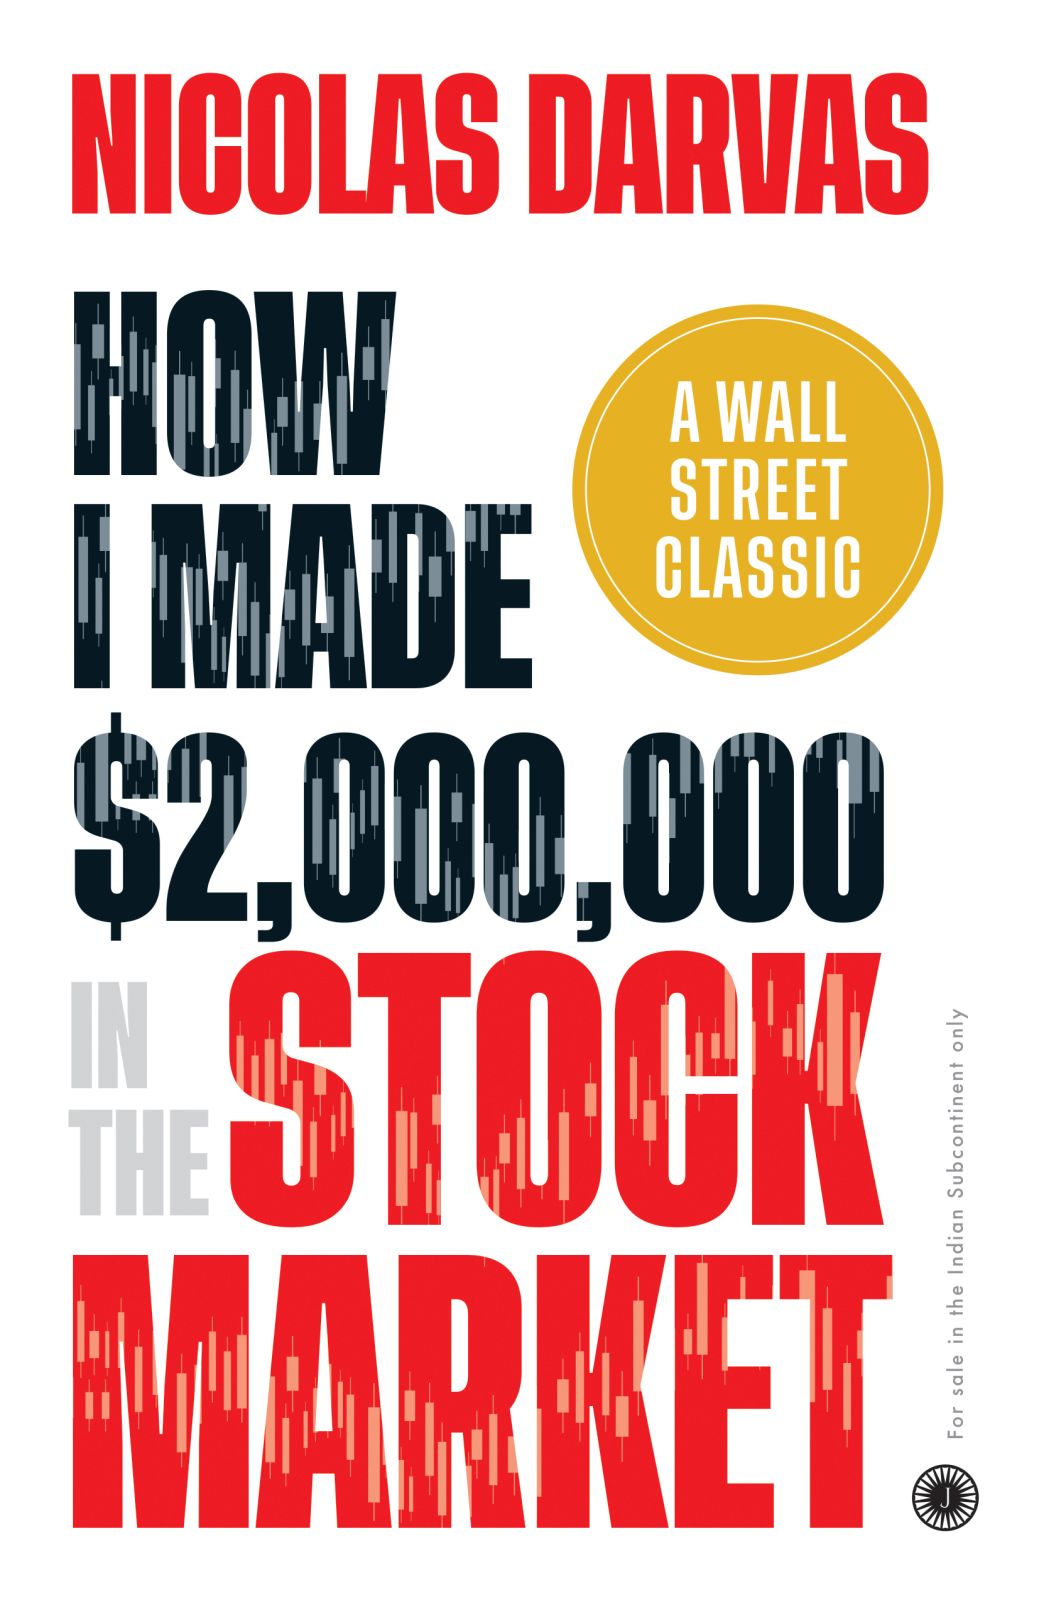 NICOLAS DARVAS
HOW
I MADE
$2,000,000
IN
THE
STOCK
MARKET
A WALL
STREET
CLASSIC
For sale in the Indian Subcontinent only
J